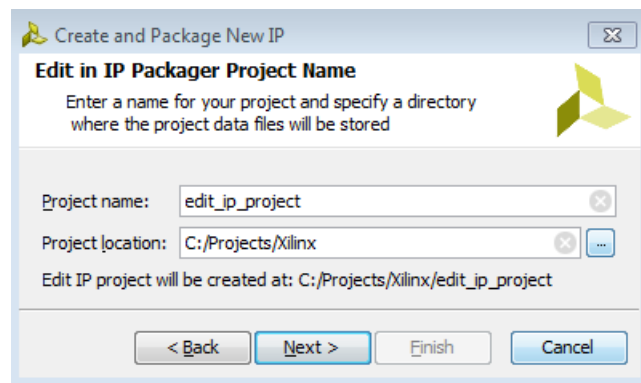 Create and Package New IP
Edit in IP Packager Project Name
Enter a name for your project and specify a directory
where the project data files will be stored
Project name: edit_ip_project
Project location: C:/Projects/Xilinx ...
Edit IP project will be created at: C:/Projects/Xilinx/edit_ip_project
< Back Next > Finish Cancel